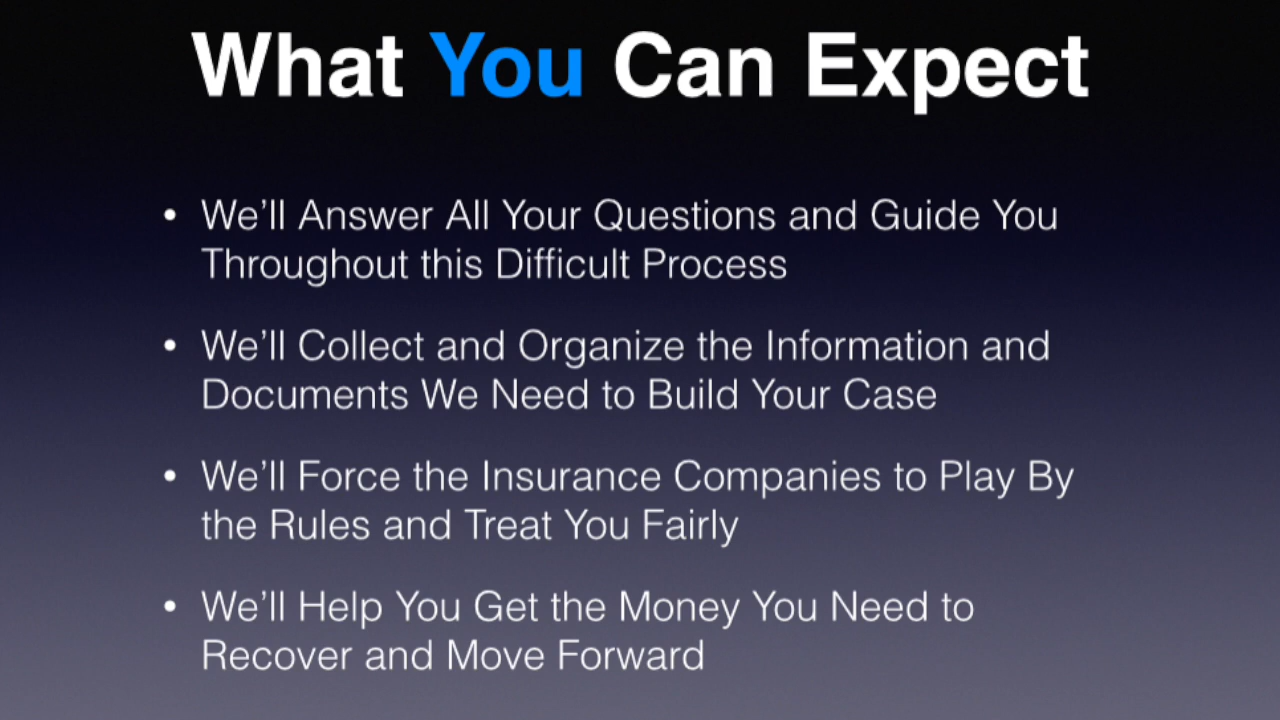 What You Can Expect
• We’ll Answer All Your Questions and Guide You
Throughout this Difficult Process
• We’ll Collect and Organize the Information and
Documents We Need to Build Your Case
• We’ll Force the Insurance Companies to Play By
the Rules and Treat You Fairly
• We’ll Help You Get the Money You Need to
Recover and Move Forward